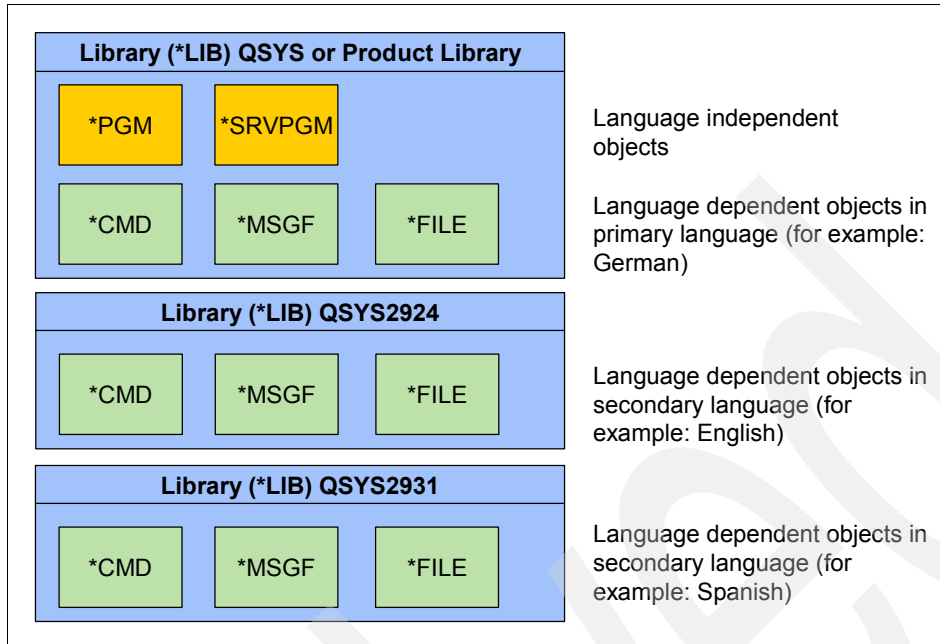 Library (*LIB) QSYS or Product Library
*PGM
*SRVPGM
Language independent
objects
*CMD
*MSGF
*FILE
Language dependent objects in
primary language (for example:
German)
Library (*LIB) QSYS2924
*CMD
*MSGF
*FILE
Language dependent objects in
secondary language (for
example: English)
Library (*LIB) QSYS2931
*CMD
*MSGF
*FILE
Language dependent objects in
secondary language (for
example: Spanish)